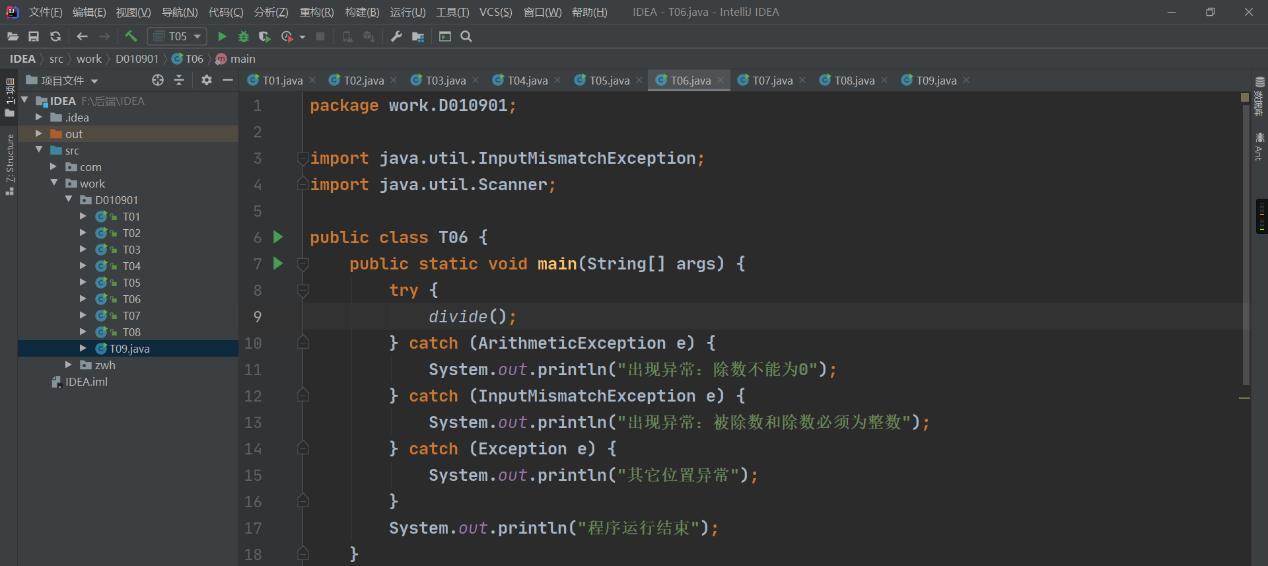 文件(F) 编辑(E) 视图(V) 导航(N) 代码(C) 分析(Z) 重构(R) 构建(B) 运行(U) 工具(T) VCS(S) 窗口(W) 帮助(H) IDEA - T06.java - IntelliJ IDEA
T05
IDEA src work D010901 T06 main
项目文件 T01.java T02.java T03.java T04.java T05.java T06.java T07.java T08.java T09.java
1: 项目
7: Structure
IDEA F:\后端\IDEA
.idea
out
src
com
work
D010901
T01
T02
T03
T04
T05
T06
T07
T08
T09.java
zwh
IDEA.iml
1 package work.D010901;
2
3 import java.util.InputMismatchException;
4 import java.util.Scanner;
5
6 public class T06 {
7 public static void main(String[] args) {
8 try {
9 divide();
10 } catch (ArithmeticException e) {
11 System.out.println("出现异常: 除数不能为0");
12 } catch (InputMismatchException e) {
13 System.out.println("出现异常: 被除数和除数必须为整数");
14 } catch (Exception e) {
15 System.out.println("其它位置异常");
16 }
17 System.out.println("程序运行结束");
18 }
数据库
Ant